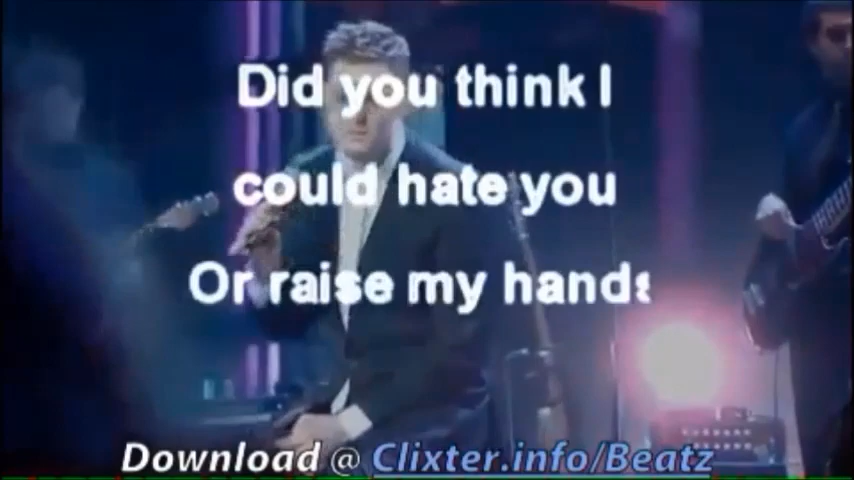 Did you think I
could hate you
Or raise my hands
Download @ Clixter.info/Beatz